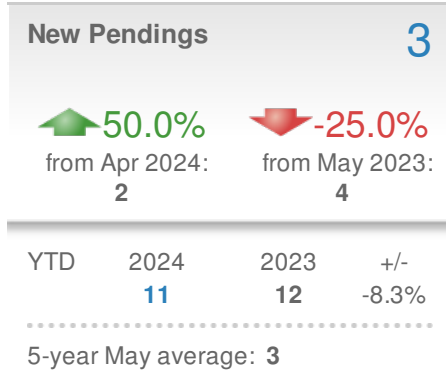 New Pendings 3
50.0% -25.0%
from Apr 2024: from May 2023:
2 4
YTD 2024 2023 +/-
11 12 -8.3%
5-year May average: 3